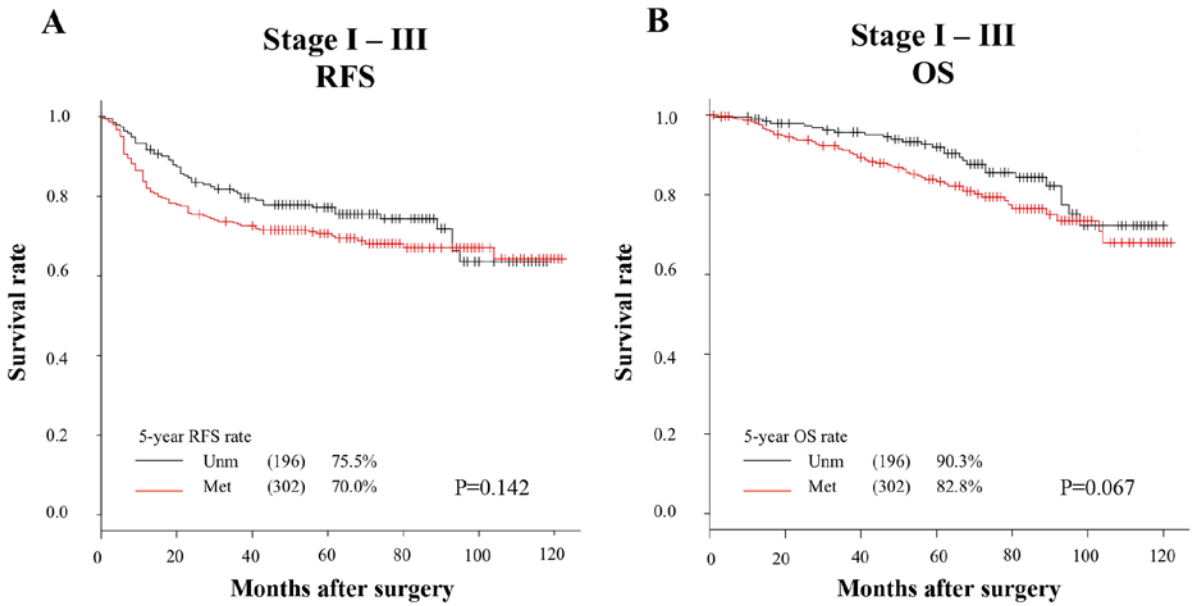 A
Stage I – III
RFS
Survival rate
1.0
0.8
0.6
0.4
0.2
0.0
5-year RFS rate
Unm (196) 75.5%
Met (302) 70.0%
P=0.142
0 20 40 60 80 100 120
Months after surgery
B
Stage I – III
OS
Survival rate
1.0
0.8
0.6
0.4
0.2
0.0
5-year OS rate
Unm (196) 90.3%
Met (302) 82.8%
P=0.067
0 20 40 60 80 100 120
Months after surgery